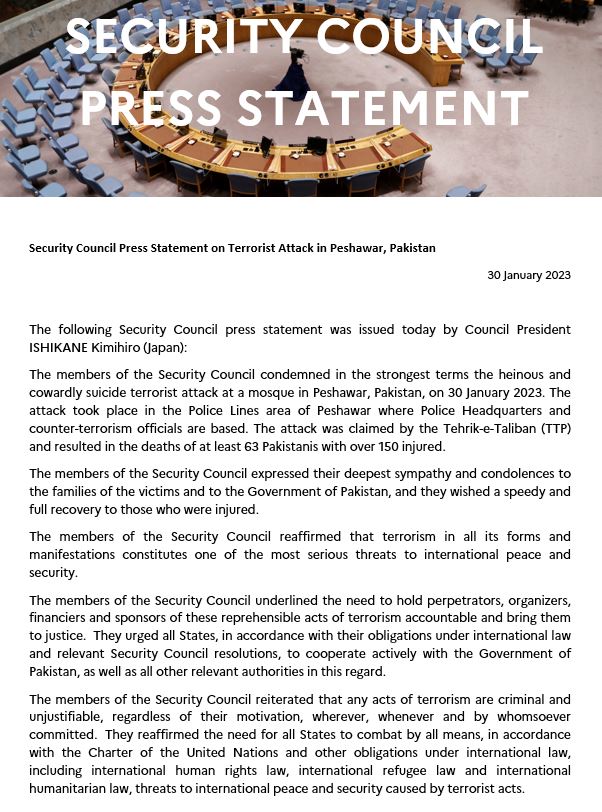 SECURITY COUNCIL
PRESS STATEMENT
Security Council Press Statement on Terrorist Attack in Peshawar, Pakistan
30 January 2023
The following Security Council press statement was issued today by Council President
ISHIKANE Kimihiro (Japan):
The members of the Security Council condemned in the strongest terms the heinous and
cowardly suicide terrorist attack at a mosque in Peshawar, Pakistan, on 30 January 2023. The
attack took place in the Police Lines area of Peshawar where Police Headquarters and
counter-terrorism officials are based. The attack was claimed by the Tehrik-e-Taliban (TTP)
and resulted in the deaths of at least 63 Pakistanis with over 150 injured.
The members of the Security Council expressed their deepest sympathy and condolences to
the families of the victims and to the Government of Pakistan, and they wished a speedy and
full recovery to those who were injured.
The members of the Security Council reaffirmed that terrorism in all its forms and
manifestations constitutes one of the most serious threats to international peace and
security.
The members of the Security Council underlined the need to hold perpetrators, organizers,
financiers and sponsors of these reprehensible acts of terrorism accountable and bring them
to justice. They urged all States, in accordance with their obligations under international law
and relevant Security Council resolutions, to cooperate actively with the Government of
Pakistan, as well as all other relevant authorities in this regard.
The members of the Security Council reiterated that any acts of terrorism are criminal and
unjustifiable, regardless of their motivation, wherever, whenever and by whomsoever
committed. They reaffirmed the need for all States to combat by all means, in accordance
with the Charter of the United Nations and other obligations under international law,
including international human rights law, international refugee law and international
humanitarian law, threats to international peace and security caused by terrorist acts.